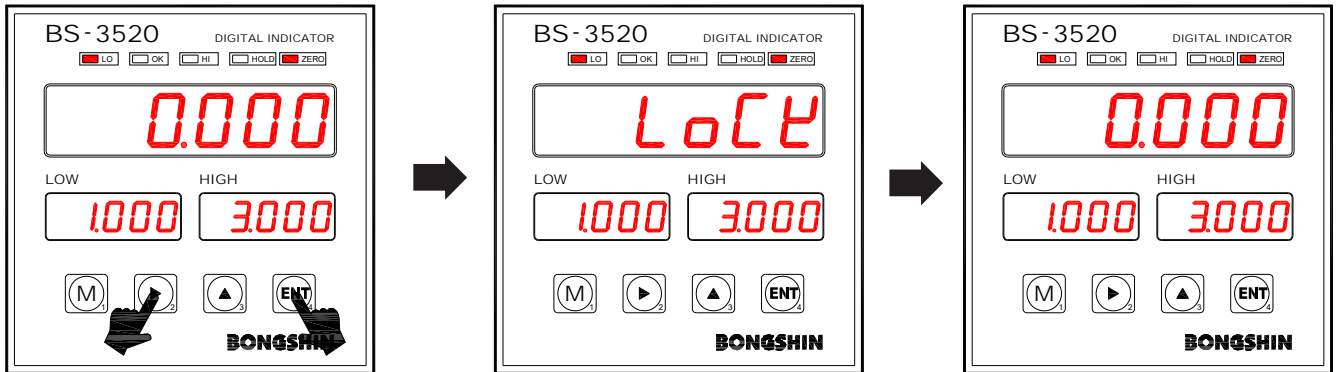 BS-3520 DIGITAL INDICATOR
LO OK HI HOLD ZERO
0.000
LOW HIGH
1.000 3.000
M 1 2 3 ENT 4
BONGSHIN
BS-3520 DIGITAL INDICATOR
LO OK HI HOLD ZERO
LoCK
LOW HIGH
1.000 3.000
M 1 2 3 ENT 4
BONGSHIN
BS-3520 DIGITAL INDICATOR
LO OK HI HOLD ZERO
0.000
LOW HIGH
1.000 3.000
M 1 2 3 ENT 4
BONGSHIN